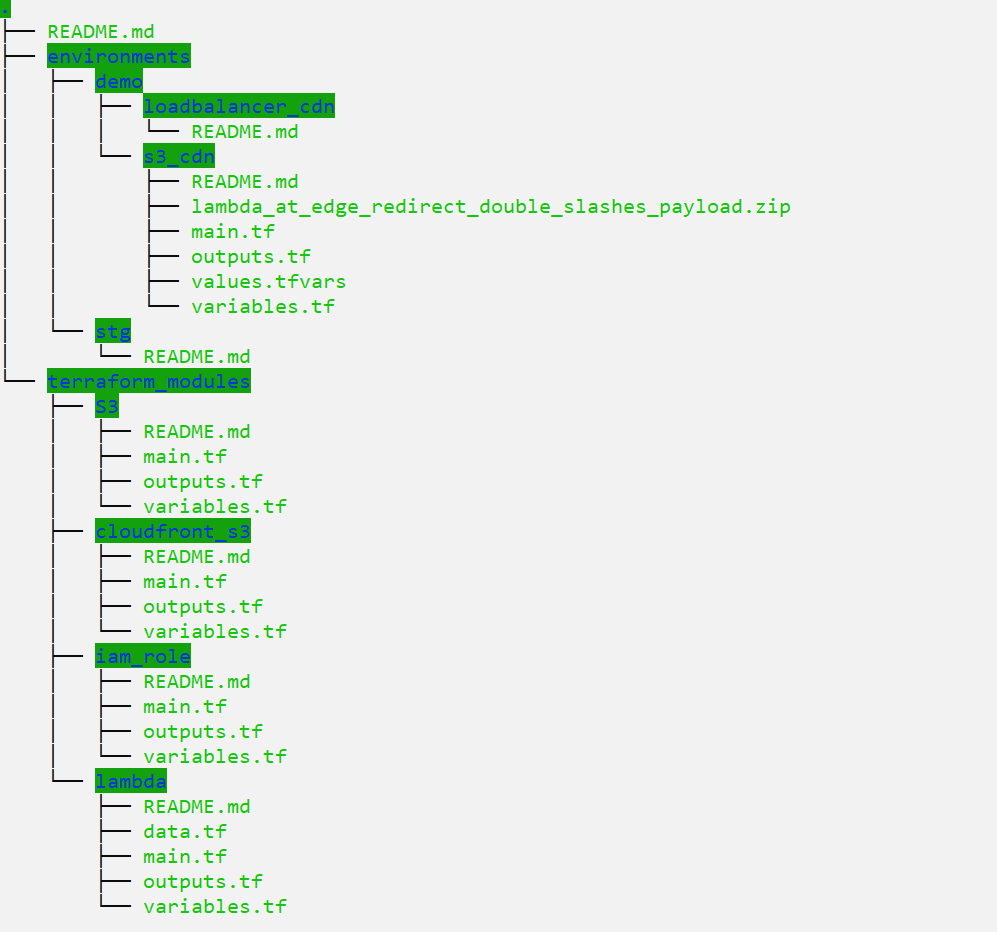 .
├── README.md
├── environments
│   ├── demo
│   │   ├── loadbalancer_cdn
│   │   │   └── README.md
│   │   └── s3_cdn
│   │       ├── README.md
│   │       ├── lambda_at_edge_redirect_double_slashes_payload.zip
│   │       ├── main.tf
│   │       ├── outputs.tf
│   │       ├── values.tfvars
│   │       └── variables.tf
│   └── stg
│       └── README.md
└── terraform_modules
    ├── S3
    │   ├── README.md
    │   ├── main.tf
    │   ├── outputs.tf
    │   └── variables.tf
    ├── cloudfront_s3
    │   ├── README.md
    │   ├── main.tf
    │   ├── outputs.tf
    │   └── variables.tf
    ├── iam_role
    │   ├── README.md
    │   ├── main.tf
    │   ├── outputs.tf
    │   └── variables.tf
    └── lambda
        ├── README.md
        ├── data.tf
        ├── main.tf
        ├── outputs.tf
        └── variables.tf